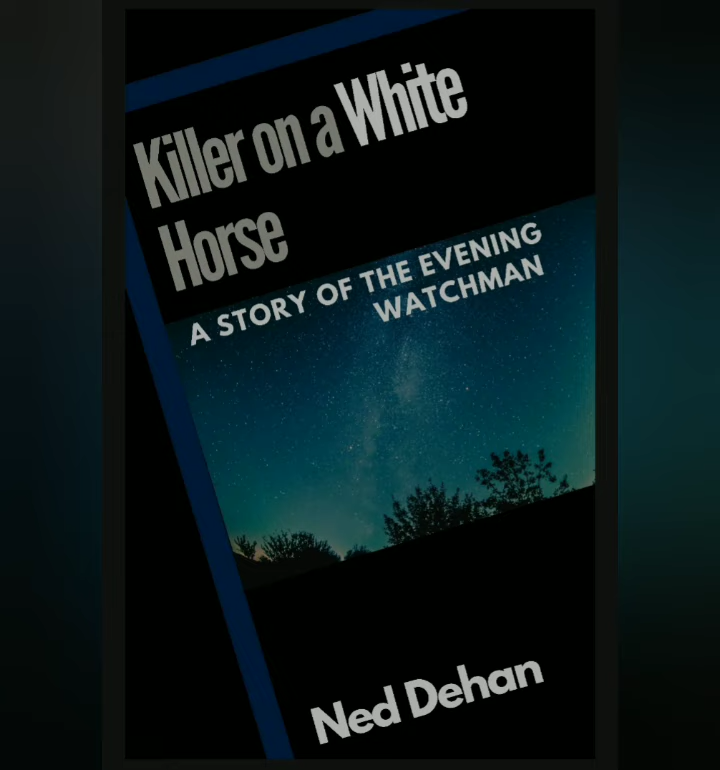 Killer on a White
Horse
A STORY OF THE EVENING
WATCHMAN
Ned Dehan